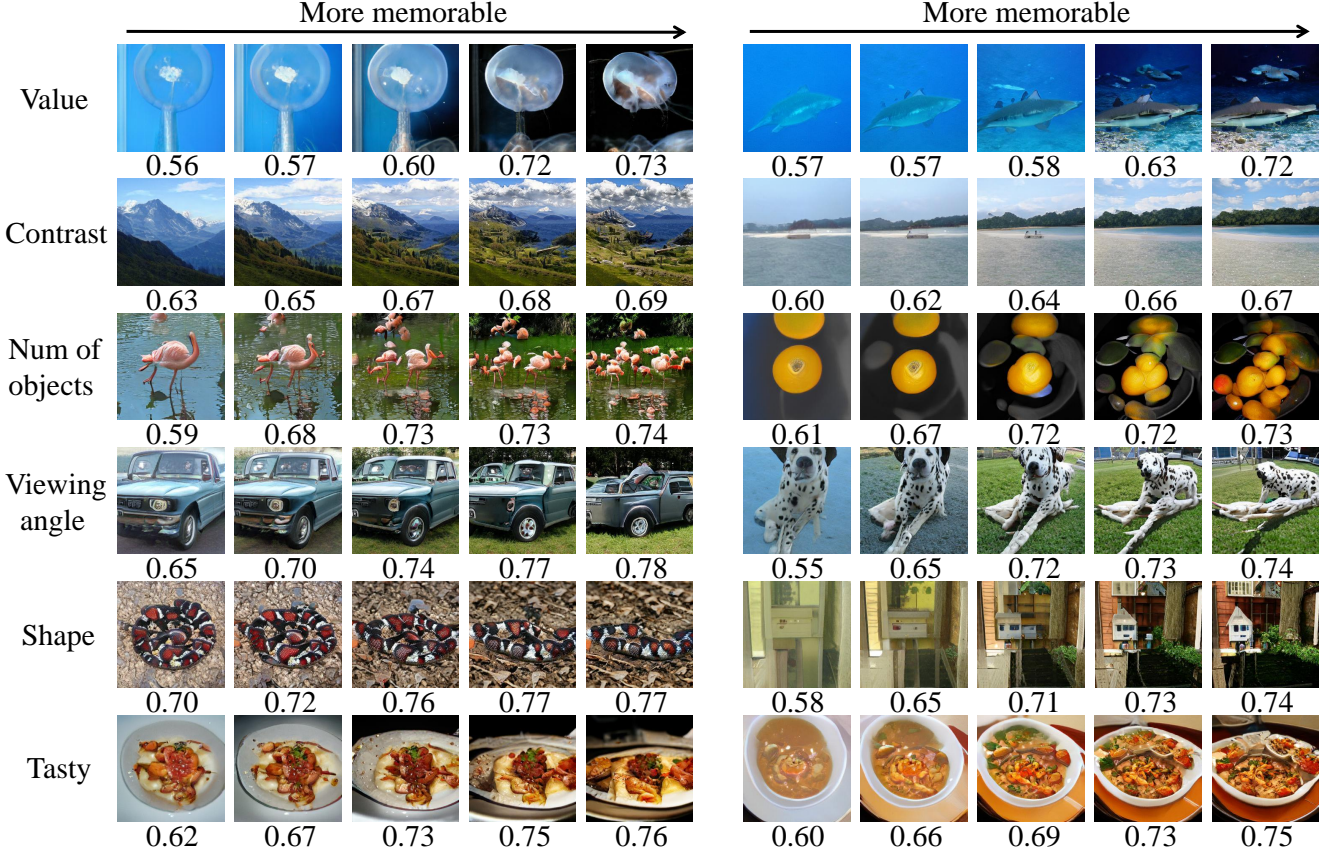 More memorable More memorable
Value
0.56 0.57 0.60 0.72 0.73 0.57 0.57 0.58 0.63 0.72
Contrast
0.63 0.65 0.67 0.68 0.69 0.60 0.62 0.64 0.66 0.67
Num of
objects
0.59 0.68 0.73 0.73 0.74 0.61 0.67 0.72 0.72 0.73
Viewing
angle
0.65 0.70 0.74 0.77 0.78 0.55 0.65 0.72 0.73 0.74
Shape
0.70 0.72 0.76 0.77 0.77 0.58 0.65 0.71 0.73 0.74
Tasty
0.62 0.67 0.73 0.75 0.76 0.60 0.66 0.69 0.73 0.75